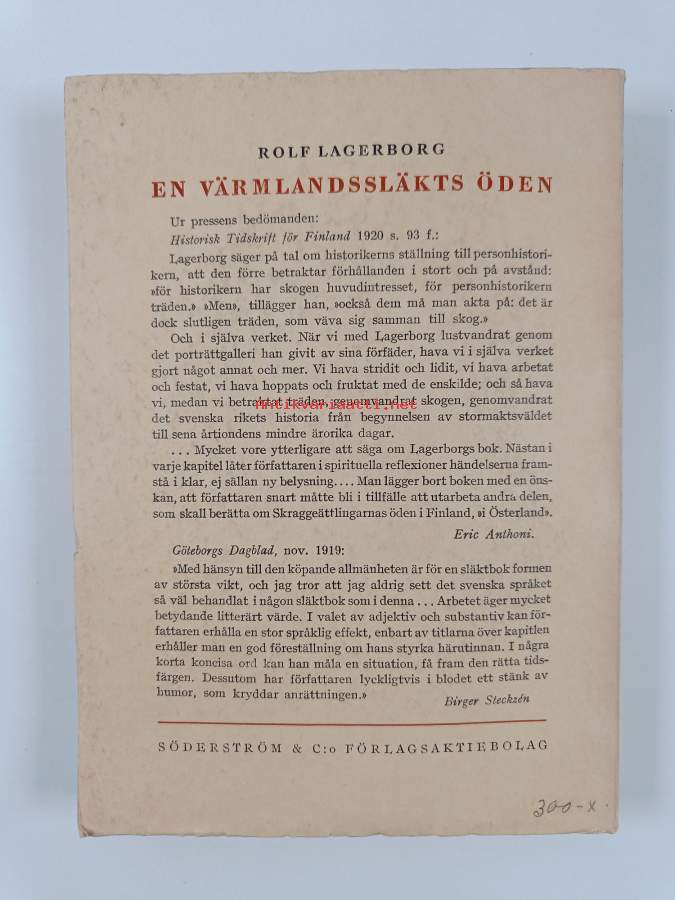 ROLF LAGERBORG
EN VÄRMLANDSSLÄKTS ÖDEN
Ur pressens bedömanden:
Historisk Tidskrift för Finland 1920 s. 93 f.:
Lagerborg säger på tal om historikerns ställning till personhistori-
kern, att den förre betraktar förhållanden i stort och på avstånd:
»för historikern har skogen huvudintresset, för personhistorikern
träden.» »Men», tillägger han, »också dem må man akta på: det är
dock slutligen träden, som väva sig samman till skog.»
Och i själva verket. När vi med Lagerborg lustvandrat genom
det porträttgalleri han givit av sina förfäder, hava vi i själva verket
gjort något annat och mer. Vi hava stridit och lidit, vi hava arbetat
och festat, vi hava hoppats och fruktat med de enskilde; och så hava
vi, medan vi betraktat träden, genomvandrat skogen, genomvandrat
antikvariaatti.net
det svenska rikets historia från begynnelsen av stormaktsväldet
till sena årtiondens mindre ärorika dagar.
... Mycket vore ytterligare att säga om Lagerborgs bok. Nästan i
varje kapitel låter författaren i spirituella reflexioner händelserna fram-
stå i klar, ej sällan ny belysning.... Man lägger bort boken med en öns-
kan, att författaren snart måtte bli i tillfälle att utarbeta andra delen,
som skall berätta om Skraggeättlingarnas öden i Finland, »i Österland».
Eric Anthoni.
Göteborgs Dagblad, nov. 1919:
»Med hänsyn till den köpande allmänheten är för en släktbok formen
av största vikt, och jag tror att jag aldrig sett det svenska språket
så väl behandlat i någon släktbok som i denna ... Arbetet äger mycket
betydande litterärt värde. I valet av adjektiv och substantiv kan för-
fattaren erhålla en stor språklig effekt, enbart av titlarna över kapitlen
erhåller man en god föreställning om hans styrka härutinnan. I några
korta koncisa ord kan han måla en situation, få fram den rätta tids-
färgen. Dessutom har författaren lyckligtvis i blodet ett stänk av
humor, som kryddar anrättningen.»
Birger Steckzén
SÖDERSTRÖM & C:o FÖRLAGSAKTIEBOLAG
300-x.